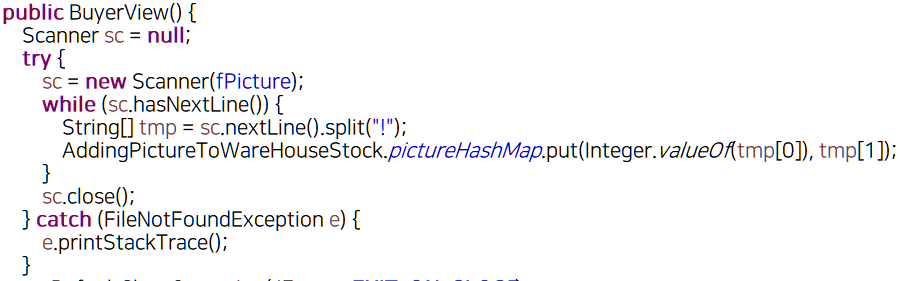 public BuyerView() {
Scanner sc = null;
try {
sc = new Scanner(fPicture);
while (sc.hasNextLine()) {
String[] tmp = sc.nextLine().split("!");
AddingPictureToWareHouseStock.pictureHashMap.put(Integer.valueOf(tmp[0]), tmp[1]);
}
sc.close();
} catch (FileNotFoundException e) {
e.printStackTrace();
}